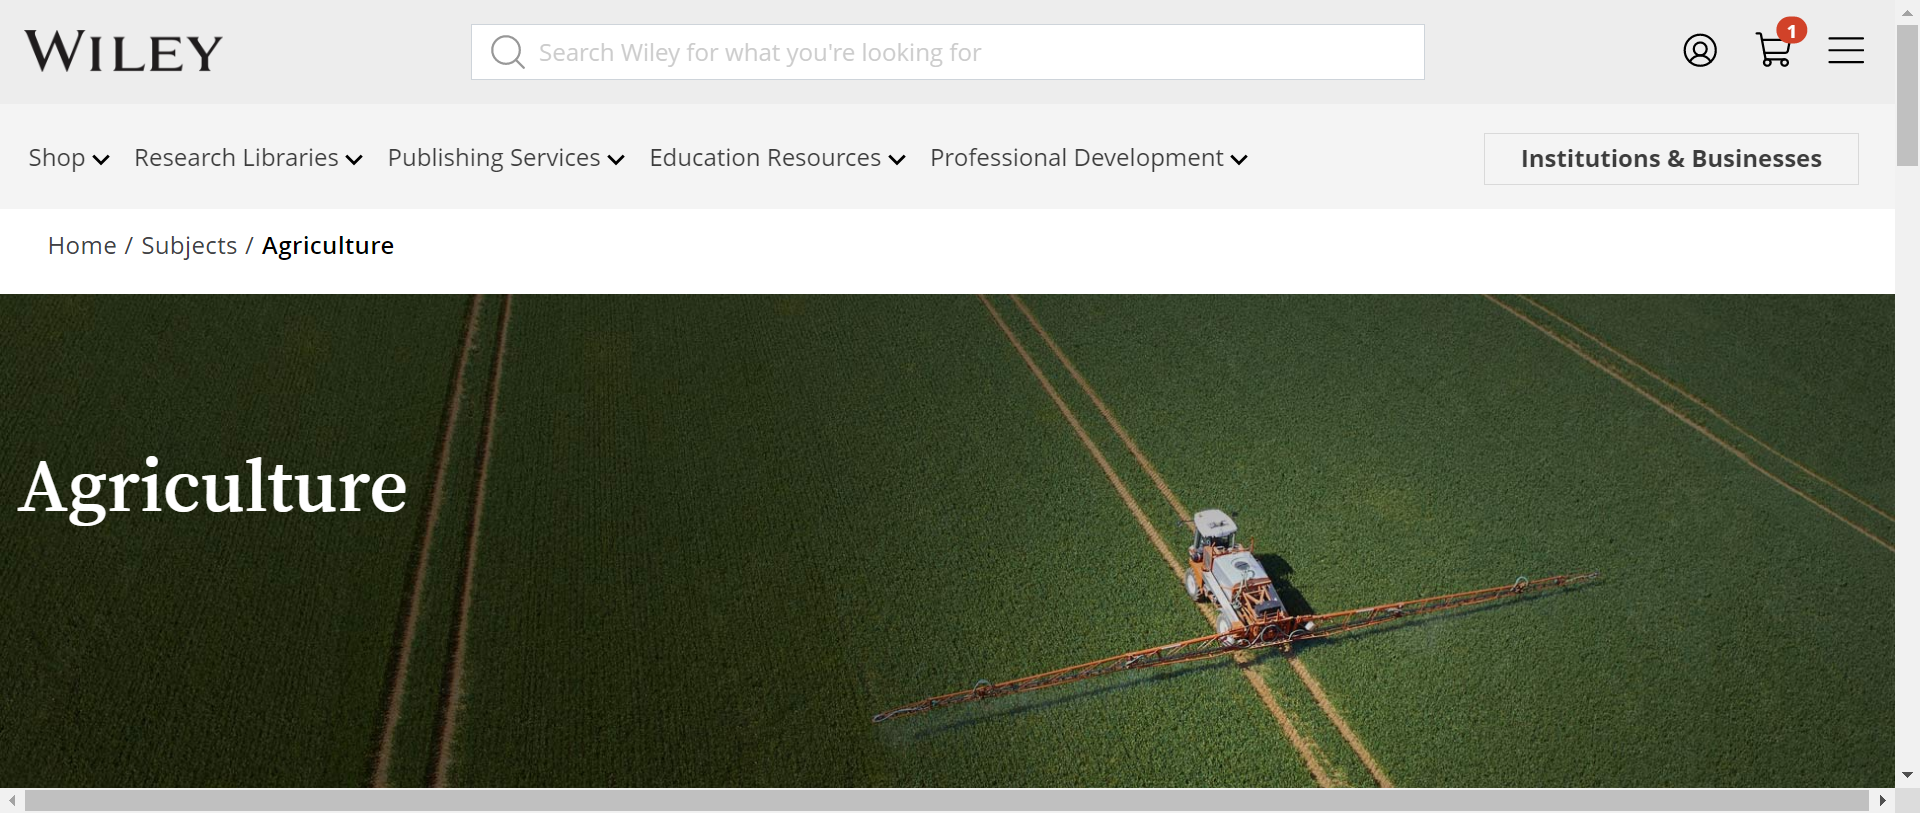 WILEY
Search Wiley for what you're looking for
1
Shop
Research Libraries
Publishing Services
Education Resources
Professional Development
Institutions & Businesses
Home / Subjects / Agriculture
Agriculture